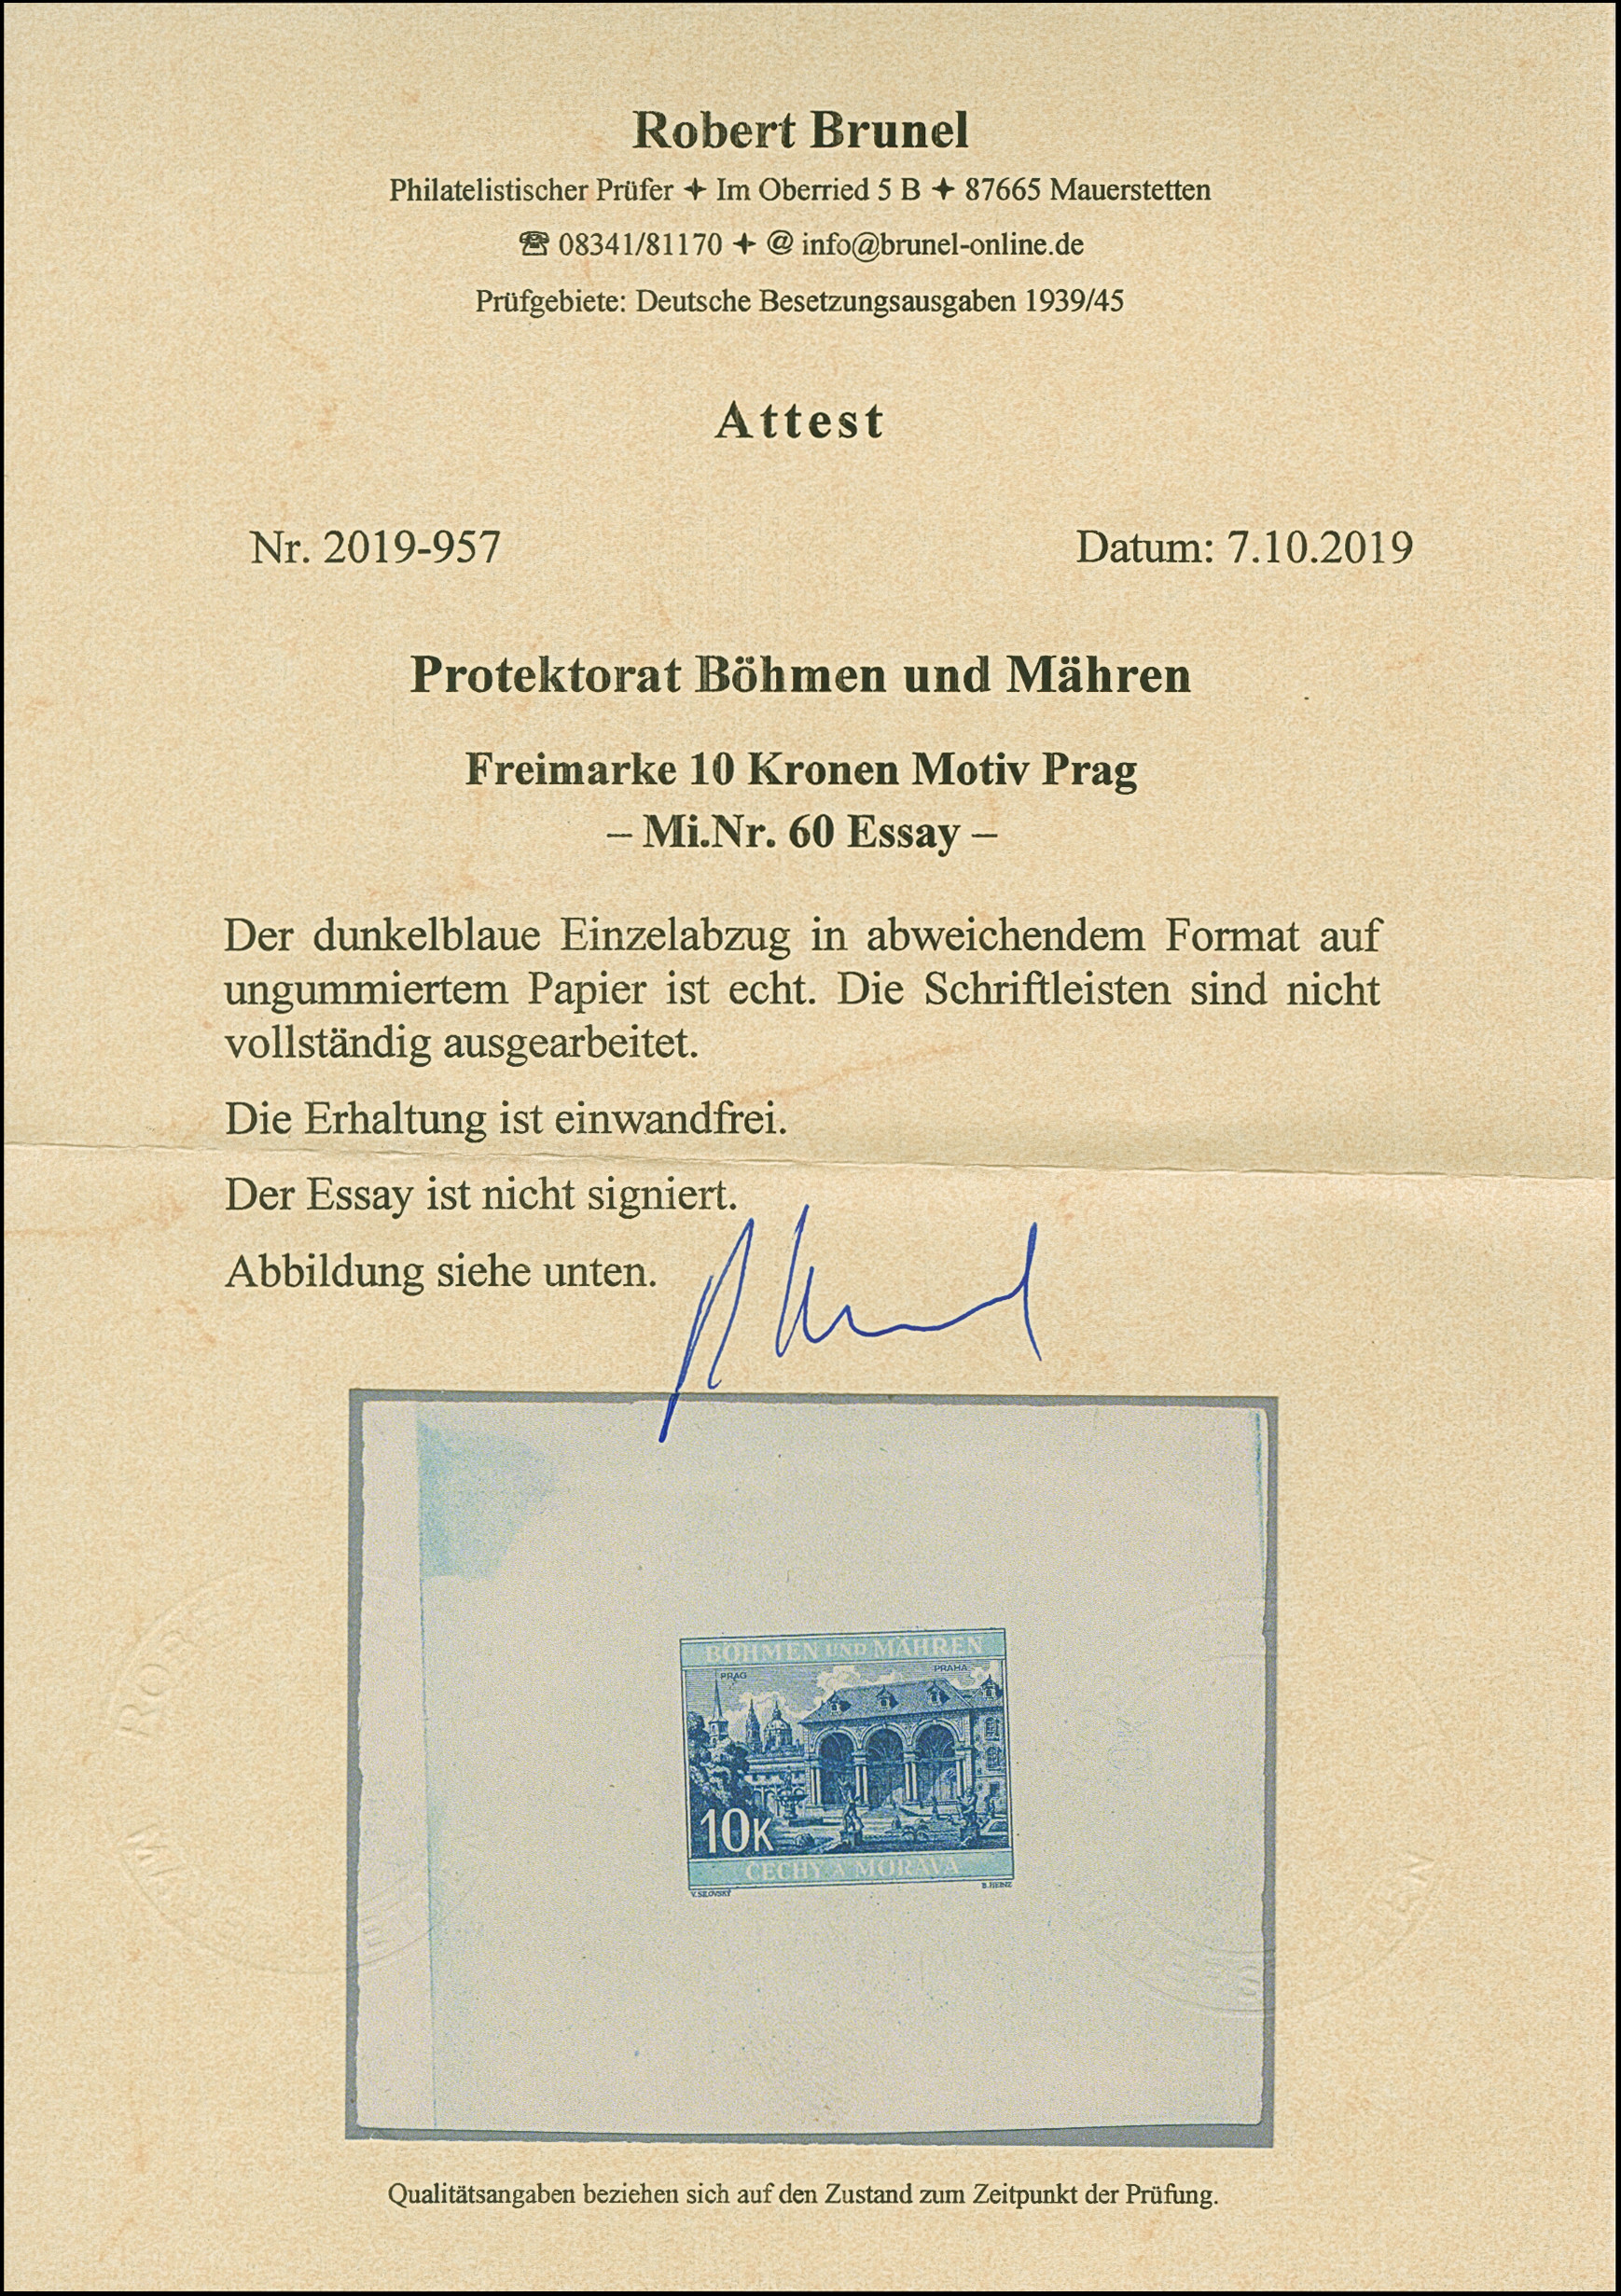 Robert Brunel
Philatelistischer Prüfer ✦ Im Oberried 5 B ✦ 87665 Mauerstetten
☎ 08341/81170 ✦ @ info@brunel-online.de
Prüfgebiete: Deutsche Besetzungsausgaben 1939/45
Attest
Nr. 2019-957 Datum: 7.10.2019
Protektorat Böhmen und Mähren
Freimarke 10 Kronen Motiv Prag
– Mi.Nr. 60 Essay –
Der dunkelblaue Einzelabzug in abweichendem Format auf
ungummiertem Papier ist echt. Die Schriftleisten sind nicht
vollständig ausgearbeitet.
Die Erhaltung ist einwandfrei.
Der Essay ist nicht signiert.
Abbildung siehe unten.
BÖHMEN UND MÄHREN
PRAG PRAHA
10K
ČECHY A MORAVA
B. HEINZ
Qualitätsangaben beziehen sich auf den Zustand zum Zeitpunkt der Prüfung.